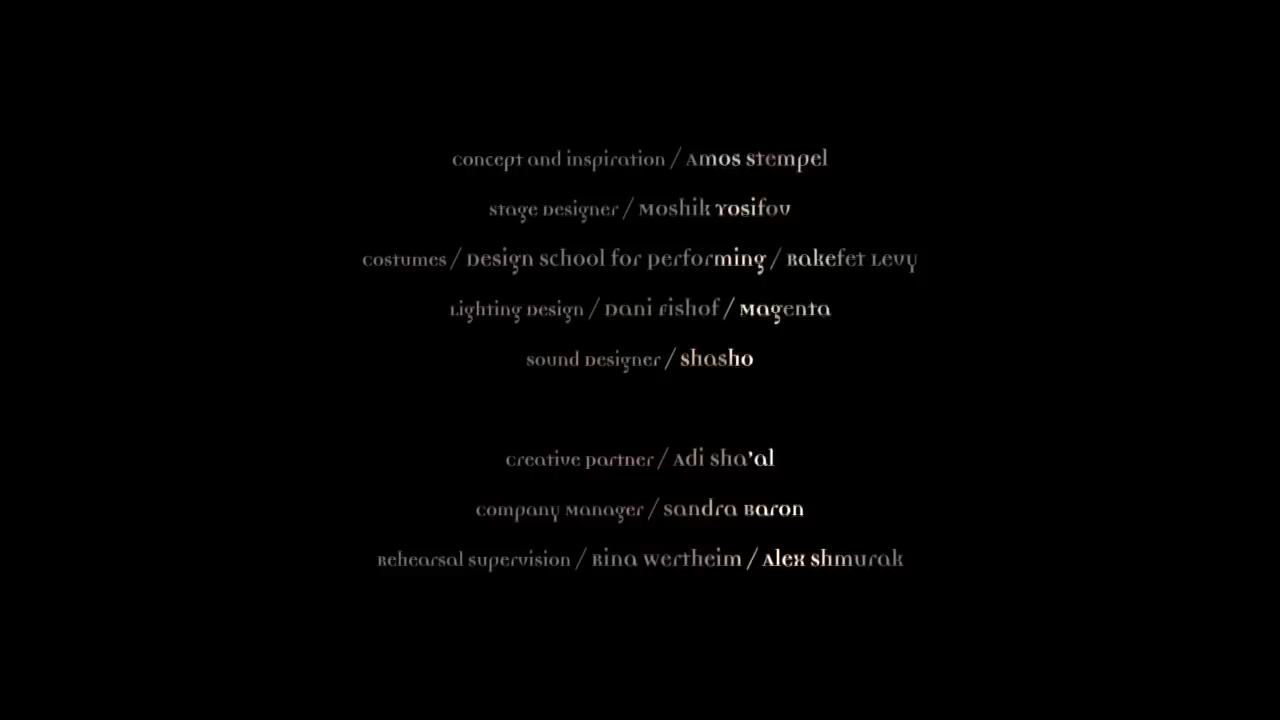 concept and inspiration / Amos Stempel
Stage Designer / Moshik Yosifov
Costumes / Design school for performing / Rakefet Levy
Lighting Design / Dani Fishof / Magenta
Sound Designer / Shasho
Creative partner / Adi Sha'al
Company Manager / Sandra Baron
Rehearsal supervision / Rina Wertheim / Alex Shmurak